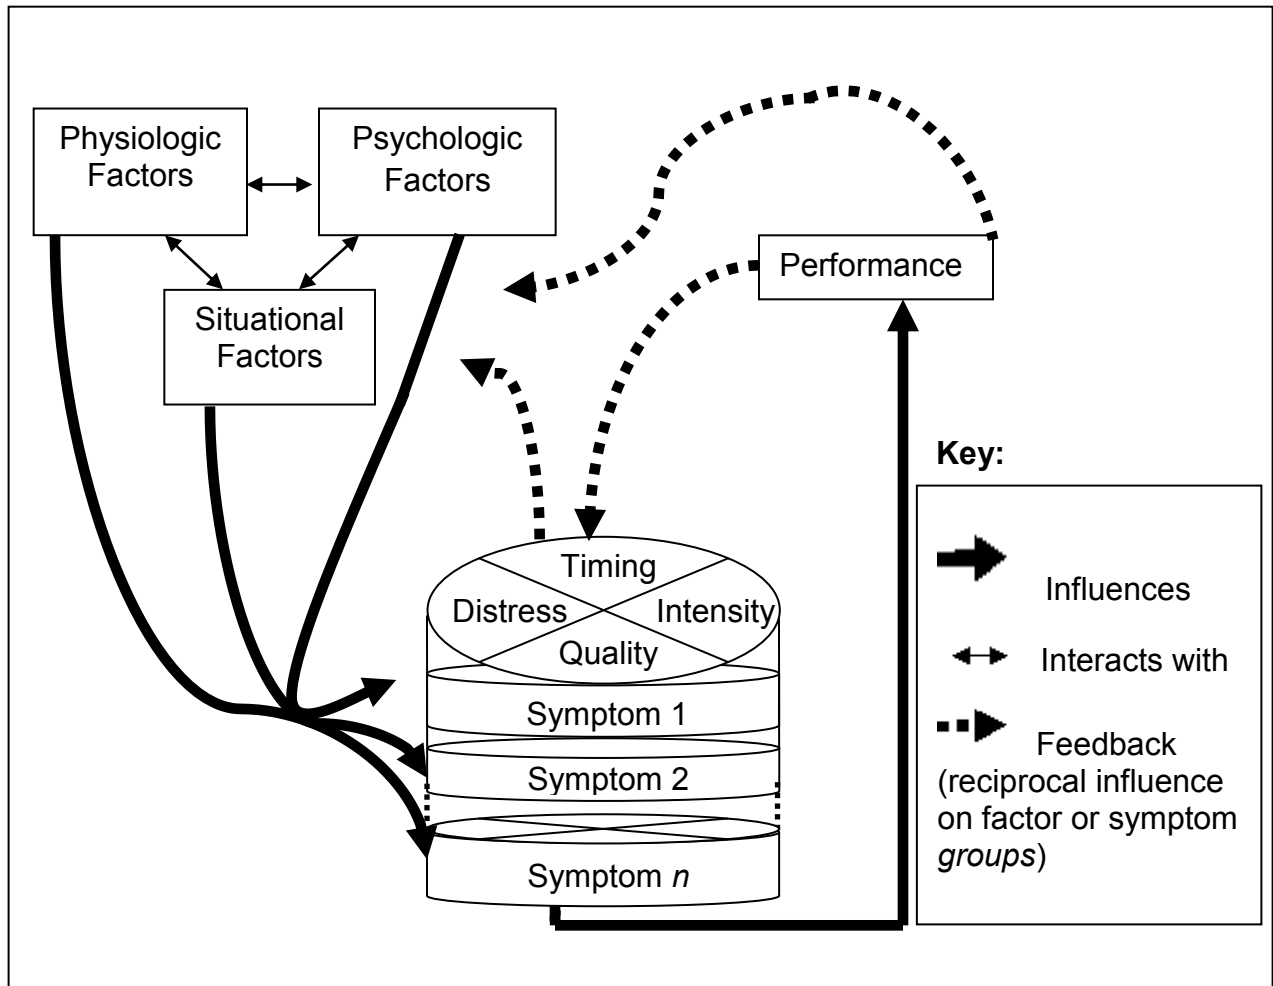 Physiologic
Factors
Psychologic
Factors
Situational
Factors
Performance
Timing
Distress
Intensity
Quality
Symptom 1
Symptom 2
Symptom n
Key:
Influences
Interacts with
Feedback
(reciprocal influence
on factor or symptom
groups)